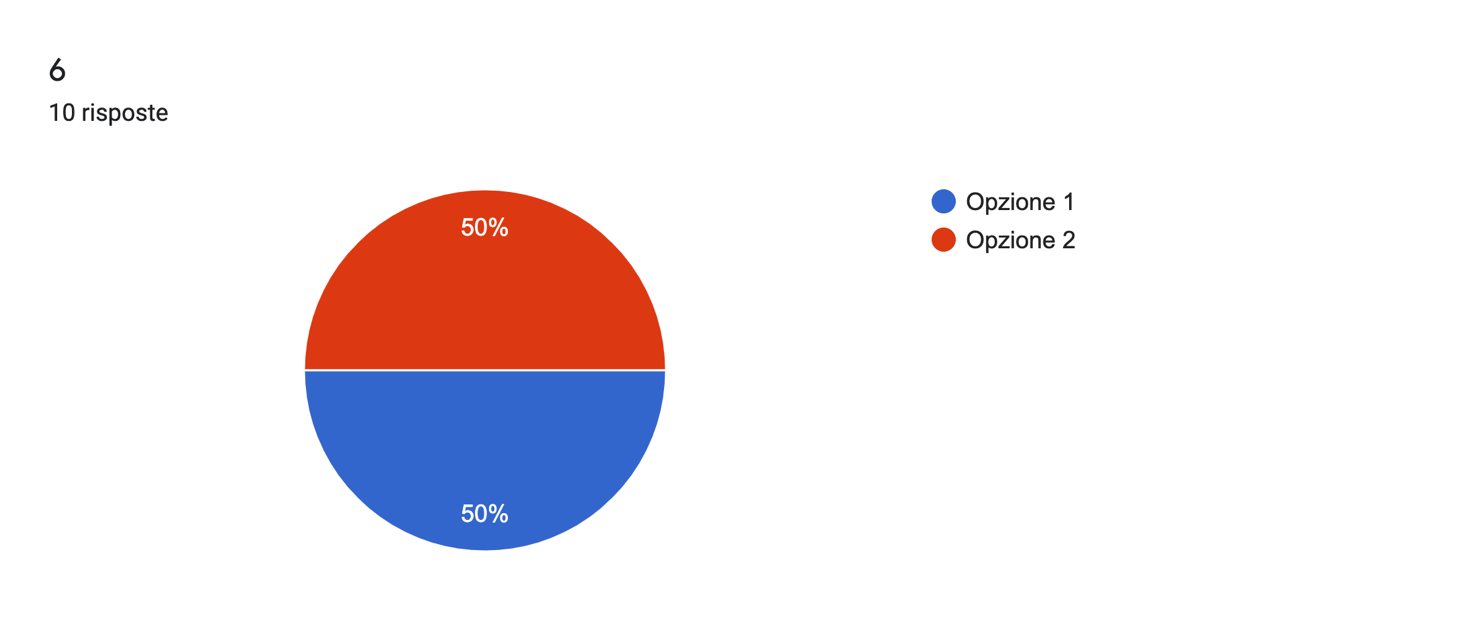 6
10 risposte
50%
50%
Opzione 1
Opzione 2